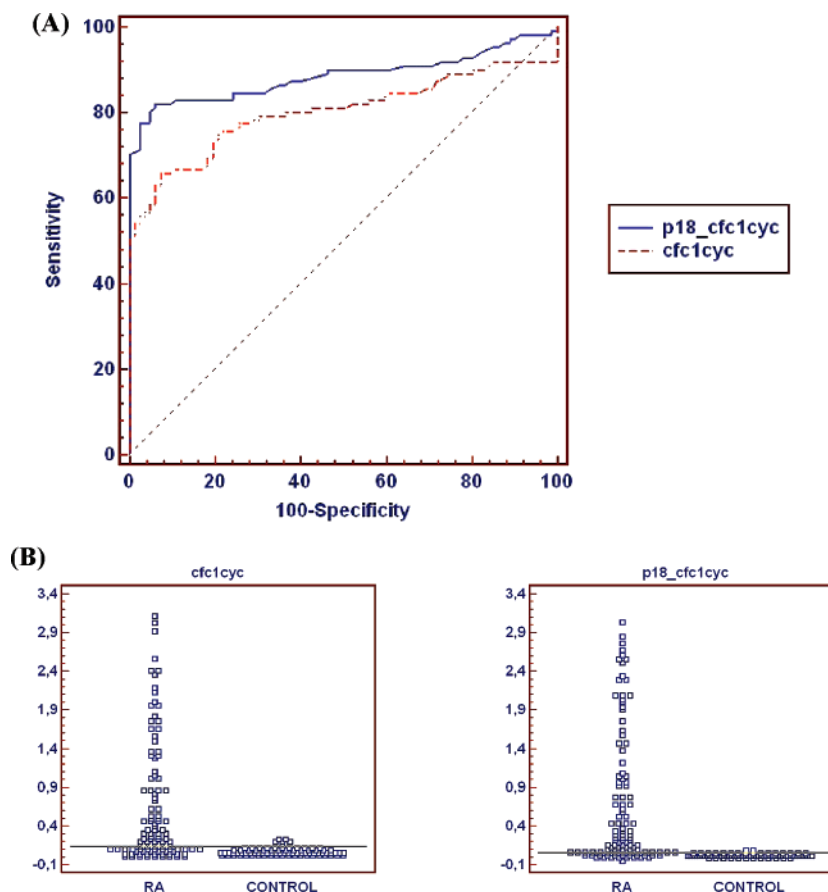 (A)
100
80
60
40
20
0
Sensitivity
0 20 40 60 80 100
100-Specificity
p18_cfc1cyc
cfc1cyc
(B)
cfc1cyc
3,4
2,9
2,4
1,9
1,4
0,9
0,4
-0,1
RA CONTROL
p18_cfc1cyc
3,4
2,9
2,4
1,9
1,4
0,9
0,4
-0,1
RA CONTROL